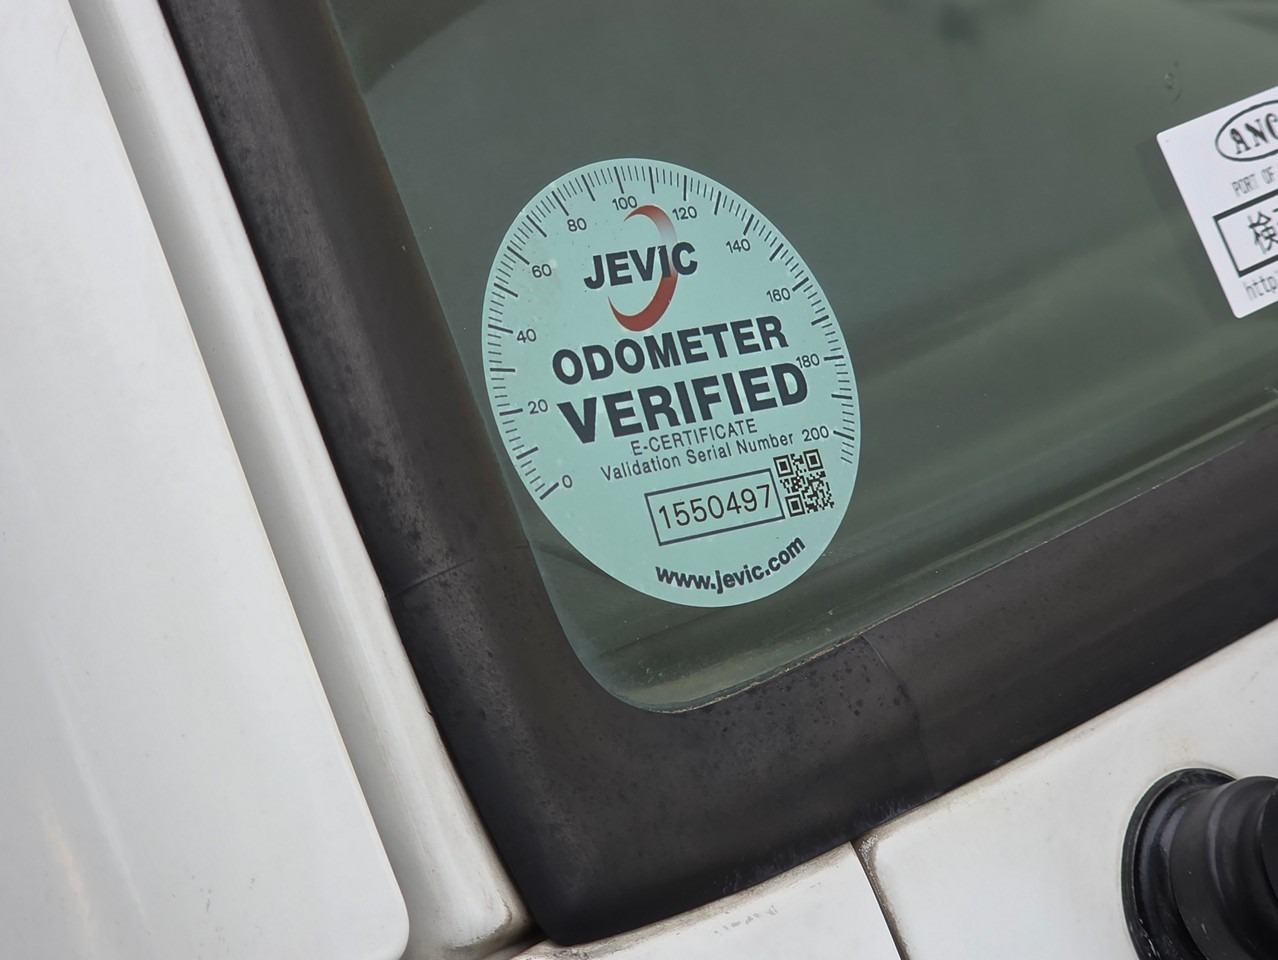 100
80
120
60
140
40
160
20
180
0
200
JEVIC
ODOMETER
VERIFIED
E-CERTIFICATE
Validation Serial Number
1550497
www.jevic.com
PORT OF
検
http